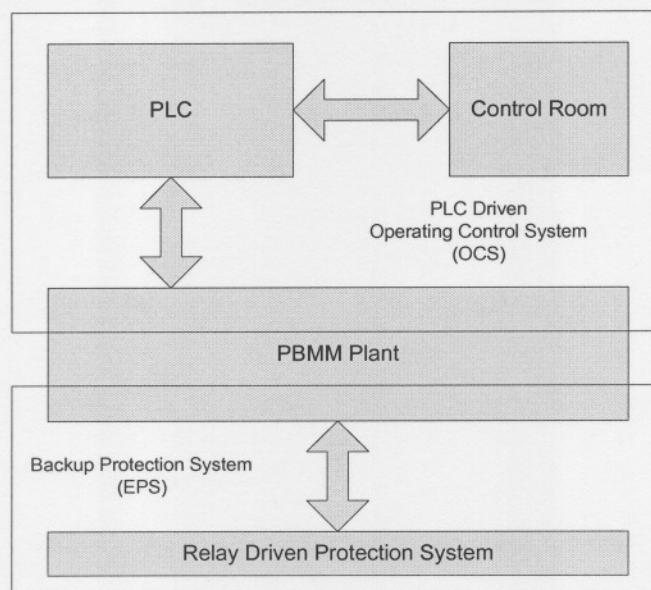 PLC
Control Room
PLC Driven
Operating Control System
(OCS)
PBMM Plant
Backup Protection System
(EPS)
Relay Driven Protection System